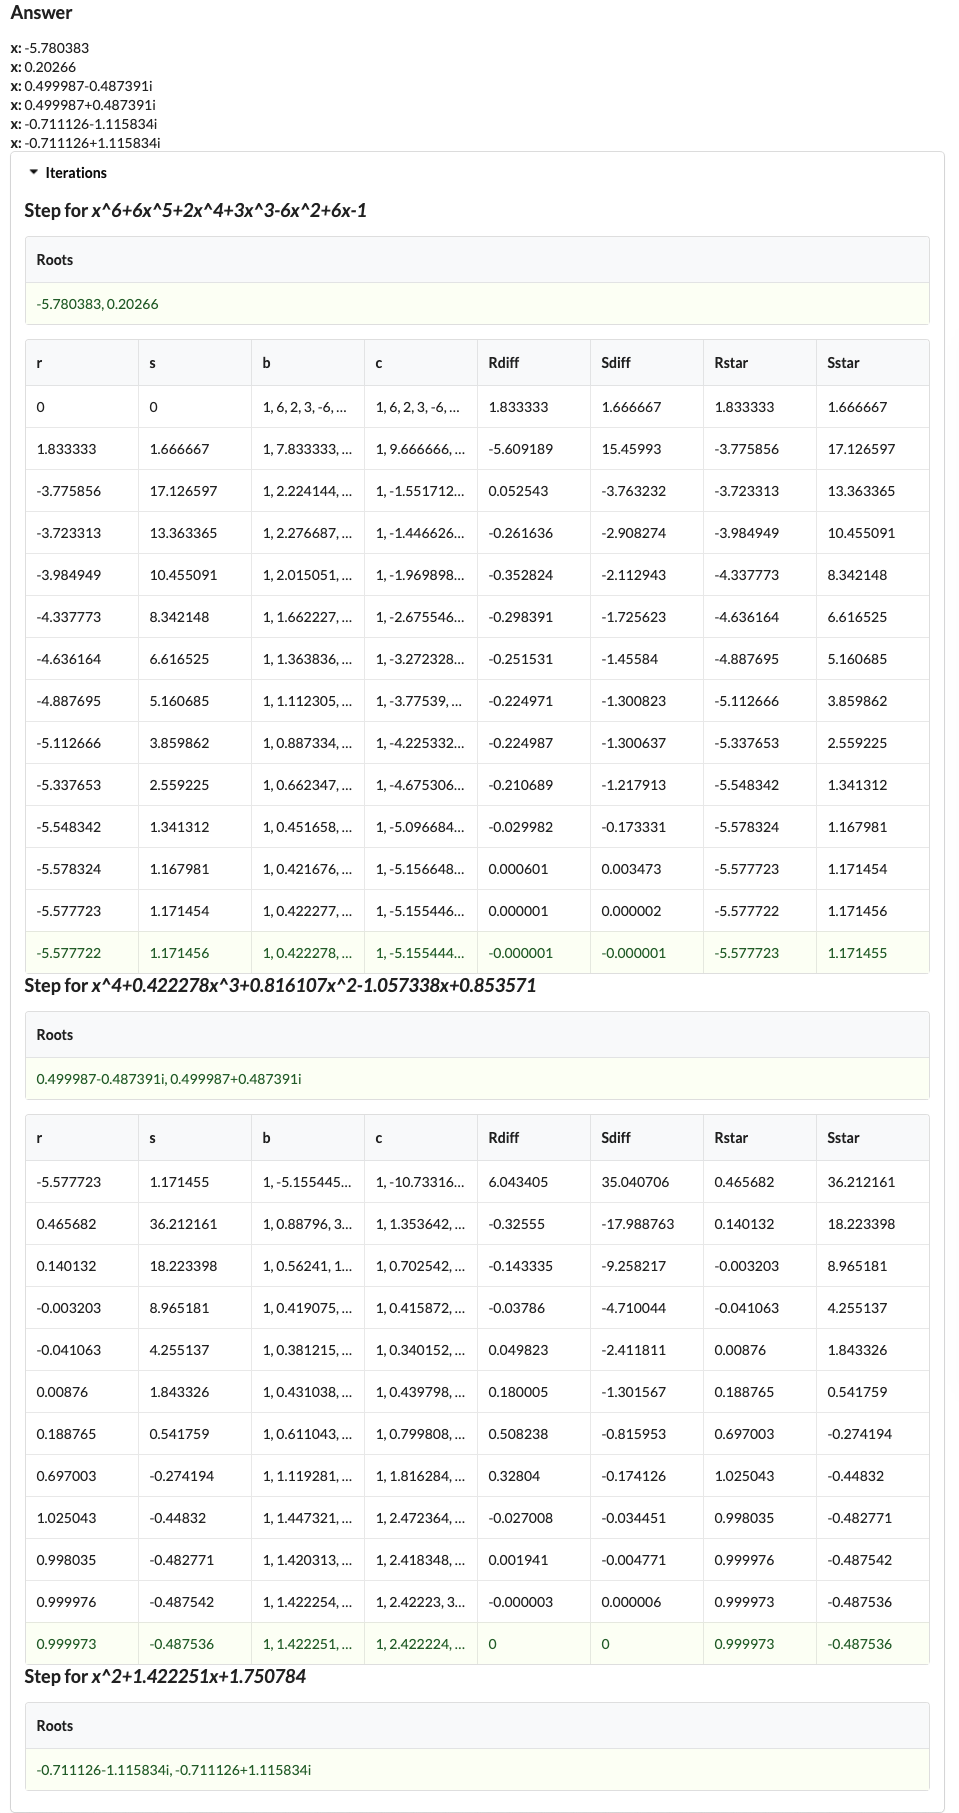 Answer
x: -5.780383
x: 0.20266
x: 0.499987-0.487391i
x: 0.499987+0.487391i
x: -0.711126-1.115834i
x: -0.711126+1.115834i
Iterations
Step for x^6+6x^5+2x^4+3x^3-6x^2+6x-1
Roots
-5.780383, 0.20266
r s b c Rdiff Sdiff Rstar Sstar
0 0 1, 6, 2, 3, -6, ... 1, 6, 2, 3, -6, ... 1.833333 1.666667 1.833333 1.666667
1.833333 1.666667 1, 7.833333, ... 1, 9.666666, ... -5.609189 15.45993 -3.775856 17.126597
-3.775856 17.126597 1, 2.224144, ... 1, -1.551712... 0.052543 -3.763232 -3.723313 13.363365
-3.723313 13.363365 1, 2.276687, ... 1, -1.446626... -0.261636 -2.908274 -3.984949 10.455091
-3.984949 10.455091 1, 2.015051, ... 1, -1.969898... -0.352824 -2.112943 -4.337773 8.342148
-4.337773 8.342148 1, 1.662227, ... 1, -2.675546... -0.298391 -1.725623 -4.636164 6.616525
-4.636164 6.616525 1, 1.363836, ... 1, -3.272328... -0.251531 -1.45584 -4.887695 5.160685
-4.887695 5.160685 1, 1.112305, ... 1, -3.77539, ... -0.224971 -1.300823 -5.112666 3.859862
-5.112666 3.859862 1, 0.887334, ... 1, -4.225332... -0.224987 -1.300637 -5.337653 2.559225
-5.337653 2.559225 1, 0.662347, ... 1, -4.675306... -0.210689 -1.217913 -5.548342 1.341312
-5.548342 1.341312 1, 0.451658, ... 1, -5.096684... -0.029982 -0.173331 -5.578324 1.167981
-5.578324 1.167981 1, 0.421676, ... 1, -5.156648... 0.000601 0.003473 -5.577723 1.171454
-5.577723 1.171454 1, 0.422277, ... 1, -5.155446... 0.000001 0.000002 -5.577722 1.171456
-5.577722 1.171456 1, 0.422278, ... 1, -5.155444... -0.000001 -0.000001 -5.577723 1.171455
Step for x^4+0.422278x^3+0.816107x^2-1.057338x+0.853571
Roots
0.499987-0.487391i, 0.499987+0.487391i
r s b c Rdiff Sdiff Rstar Sstar
-5.577723 1.171455 1, -5.155445... 1, -10.73316... 6.043405 35.040706 0.465682 36.212161
0.465682 36.212161 1, 0.88796, 3... 1, 1.353642, ... -0.32555 -17.988763 0.140132 18.223398
0.140132 18.223398 1, 0.56241, 1... 1, 0.702542, ... -0.143335 -9.258217 -0.003203 8.965181
-0.003203 8.965181 1, 0.419075, ... 1, 0.415872, ... -0.03786 -4.710044 -0.041063 4.255137
-0.041063 4.255137 1, 0.381215, ... 1, 0.340152, ... 0.049823 -2.411811 0.00876 1.843326
0.00876 1.843326 1, 0.431038, ... 1, 0.439798, ... 0.180005 -1.301567 0.188765 0.541759
0.188765 0.541759 1, 0.611043, ... 1, 0.799808, ... 0.508238 -0.815953 0.697003 -0.274194
0.697003 -0.274194 1, 1.119281, ... 1, 1.816284, ... 0.32804 -0.174126 1.025043 -0.44832
1.025043 -0.44832 1, 1.447321, ... 1, 2.472364, ... -0.027008 -0.034451 0.998035 -0.482771
0.998035 -0.482771 1, 1.420313, ... 1, 2.418348, ... 0.001941 -0.004771 0.999976 -0.487542
0.999976 -0.487542 1, 1.422254, ... 1, 2.42223, 3... -0.000003 0.000006 0.999973 -0.487536
0.999973 -0.487536 1, 1.422251, ... 1, 2.422224, ... 0 0 0.999973 -0.487536
Step for x^2+1.422251x+1.750784
Roots
-0.711126-1.115834i, -0.711126+1.115834i